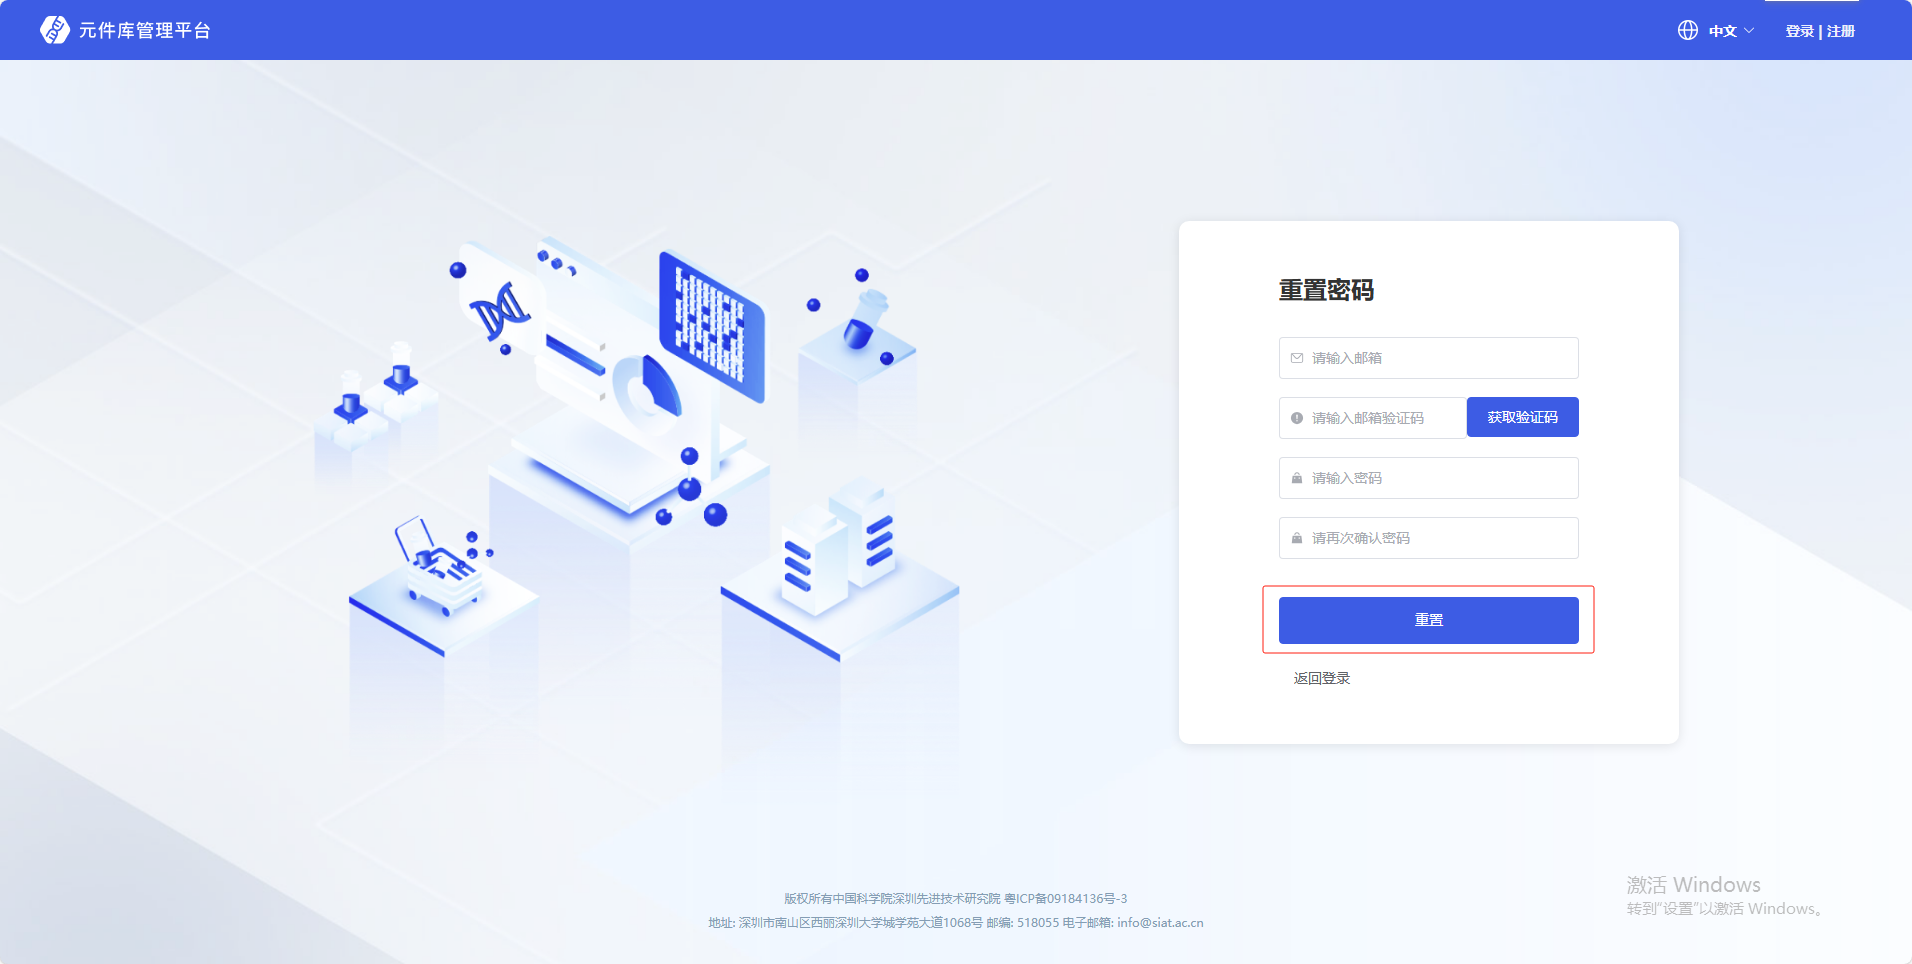 元件库管理平台
中文
登录 | 注册
重置密码
请输入邮箱
请输入邮箱验证码
获取验证码
请输入密码
请再次确认密码
重置
返回登录
版权所有中国科学院深圳先进技术研究院 粤ICP备09184136号-3
地址: 深圳市南山区西丽深圳大学城学苑大道1068号 邮编: 518055 电子邮箱: info@siat.ac.cn
激活 Windows
转到"设置"以激活 Windows。